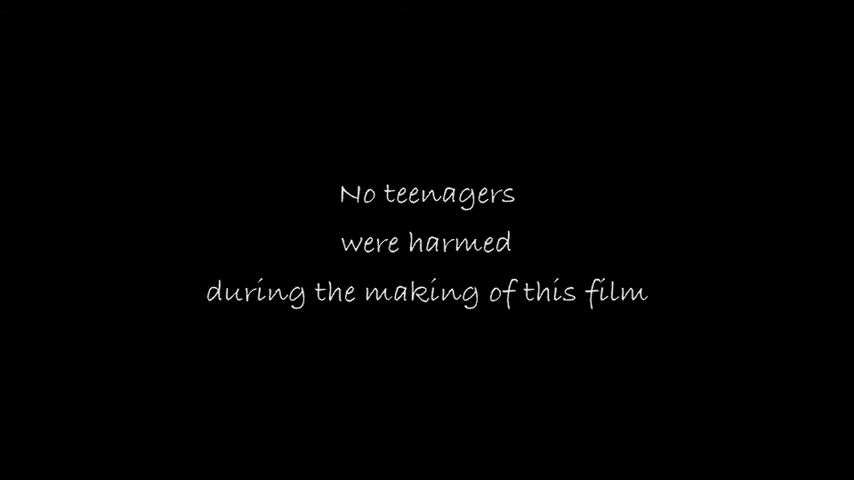 No teenagers
were harmed
during the making of this film